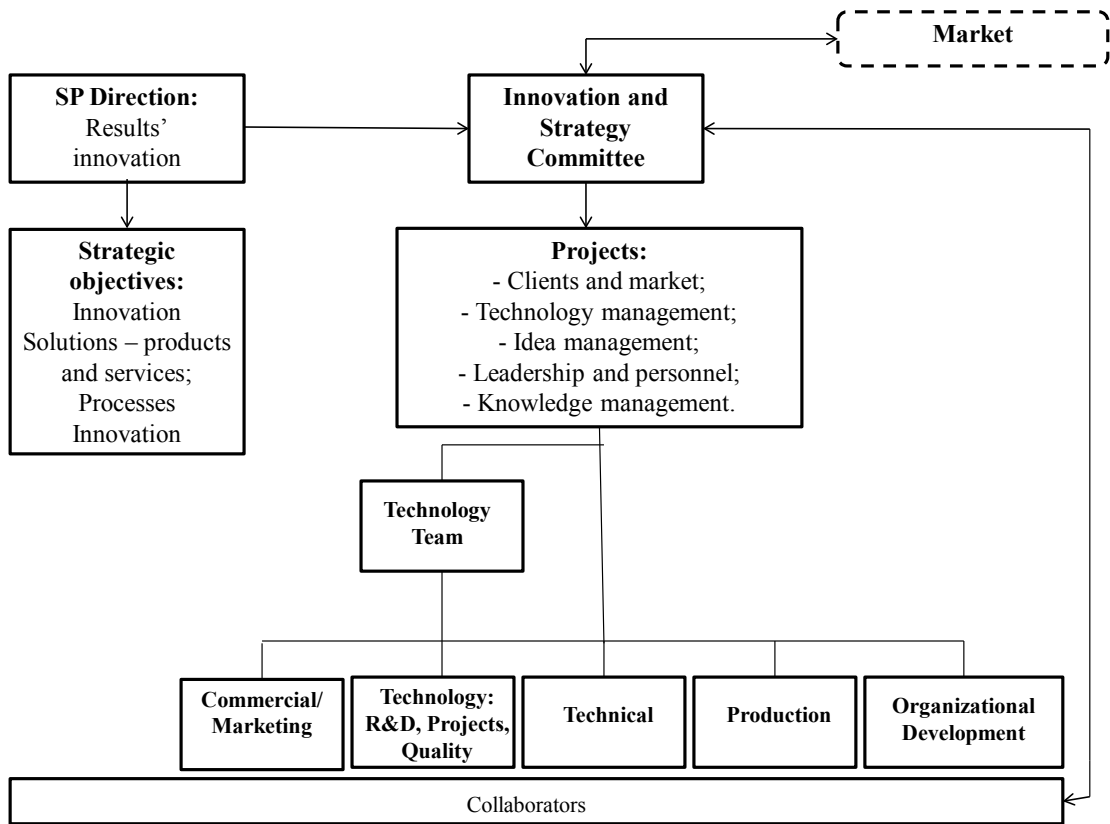 Market
SP Direction:
Results’
innovation
Innovation and
Strategy
Committee
Strategic
objectives:
Innovation
Solutions – products
and services;
Processes
Innovation
Projects:
- Clients and market;
- Technology management;
- Idea management;
- Leadership and personnel;
- Knowledge management.
Technology
Team
Commercial/
Marketing
Technology:
R&D, Projects,
Quality
Technical
Production
Organizational
Development
Collaborators